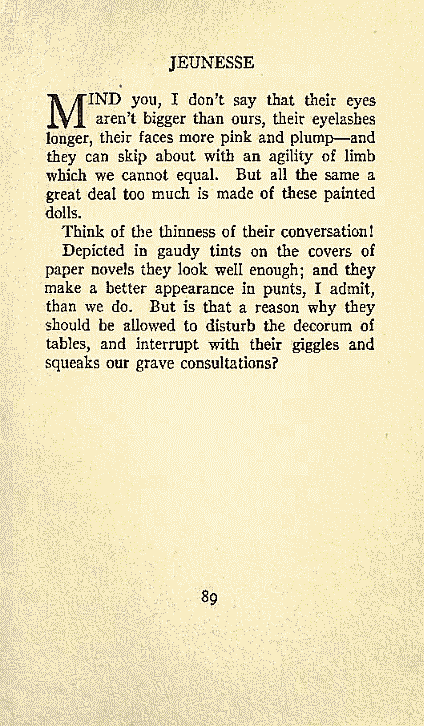 JEUNESSE
MIND you, I don't say that their eyes
aren't bigger than ours, their eyelashes
longer, their faces more pink and plump—and
they can skip about with an agility of limb
which we cannot equal. But all the same a
great deal too much is made of these painted
dolls.
Think of the thinness of their conversation!
Depicted in gaudy tints on the covers of
paper novels they look well enough; and they
make a better appearance in punts, I admit,
than we do. But is that a reason why they
should be allowed to disturb the decorum of
tables, and interrupt with their giggles and
squeaks our grave consultations?
89